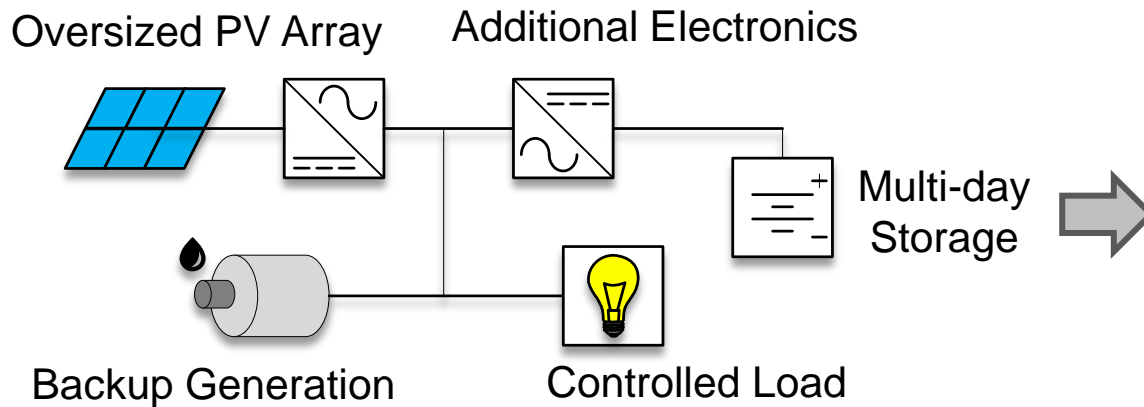 Oversized PV Array
Additional Electronics
+
Multi-day
Storage
Backup Generation
Controlled Load